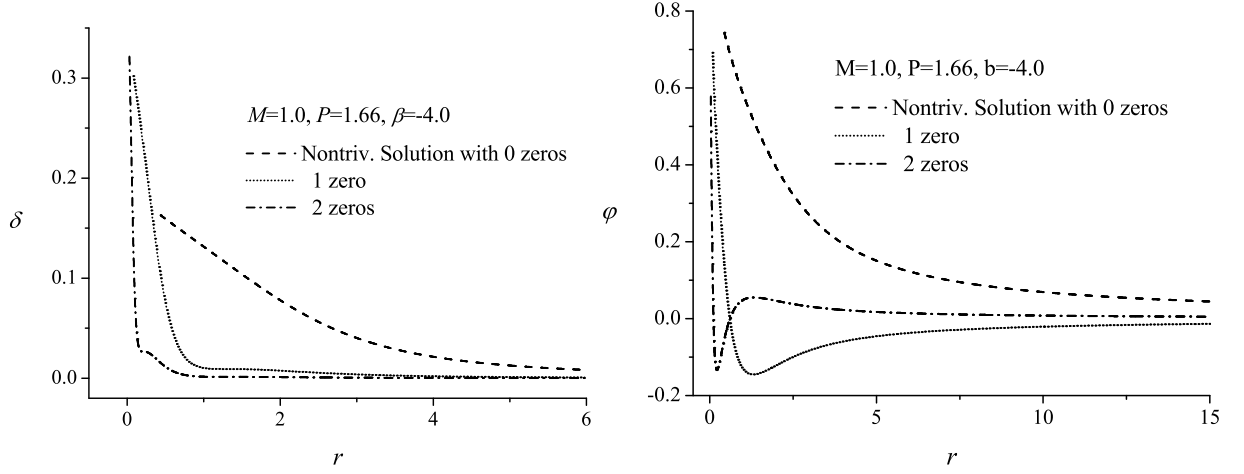 δ
0.3
0.2
0.1
0.0
M=1.0, P=1.66, β=-4.0
Nontriv. Solution with 0 zeros
1 zero
2 zeros
0 2 4 6
r
φ
0.8
0.6
0.4
0.2
0.0
-0.2
M=1.0, P=1.66, b=-4.0
Nontriv. Solution with 0 zeros
1 zero
2 zeros
0 5 10 15
r